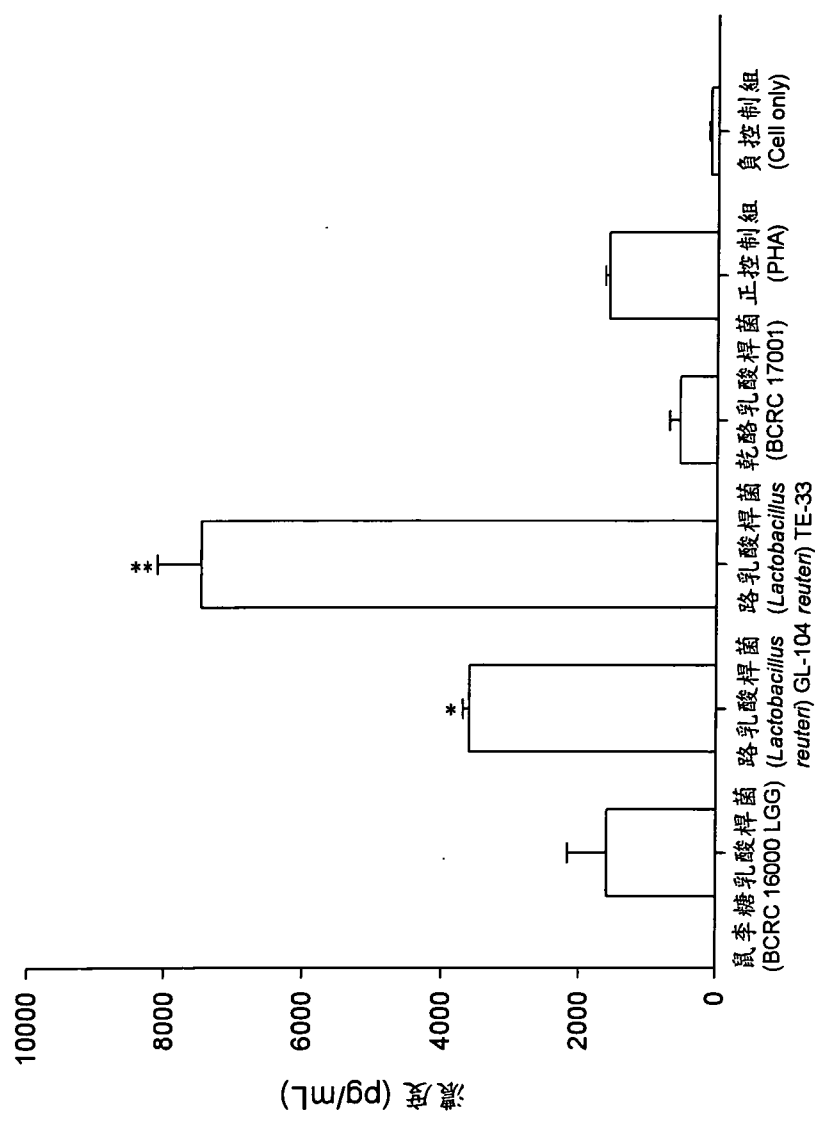 濃度 (pg/mL)
10000
8000
6000
4000
2000
0
**
*
鼠李糖乳酸桿菌
(BCRC 16000 LGG)
路乳酸桿菌
(Lactobacillus
reuteri) GL-104
路乳酸桿菌
(Lactobacillus
reuteri) TE-33
乾酪乳酸桿菌
(BCRC 17001)
正控制組
(PHA)
負控制組
(Cell only)